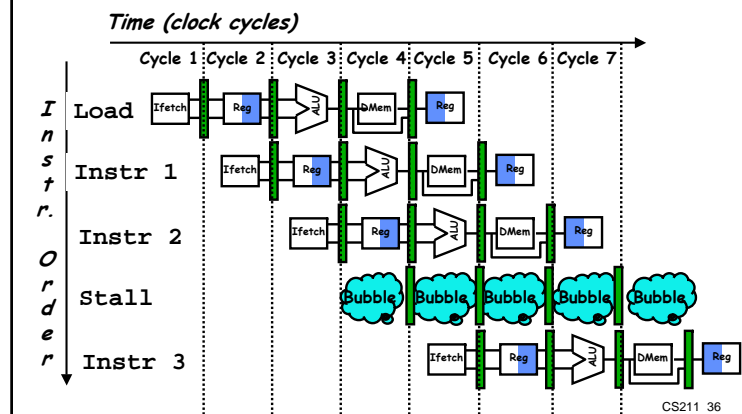 Time (clock cycles)
Cycle 1 Cycle 2 Cycle 3 Cycle 4 Cycle 5 Cycle 6 Cycle 7
Instr. Order
Load Ifetch Reg ALU DMem Reg
Instr 1 Ifetch Reg ALU DMem Reg
Instr 2 Ifetch Reg ALU DMem Reg
Stall Bubble Bubble Bubble Bubble Bubble
Instr 3 Ifetch Reg ALU DMem Reg
CS211 36